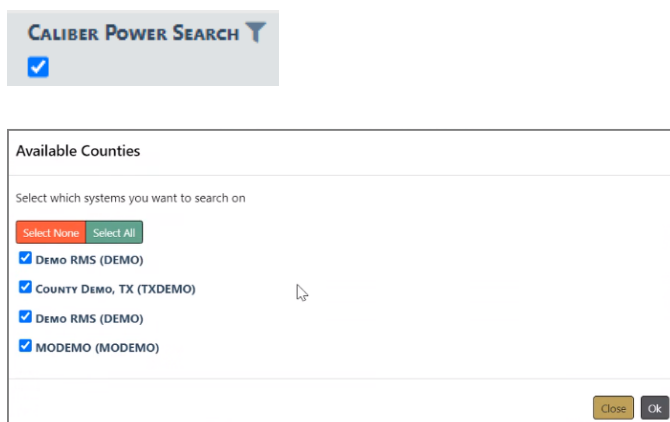 Caliber Power Search
Available Counties
Select which systems you want to search on
Select None Select All
Demo RMS (DEMO)
County Demo, TX (TXDEMO)
Demo RMS (DEMO)
MODEMO (MODEMO)
Close Ok